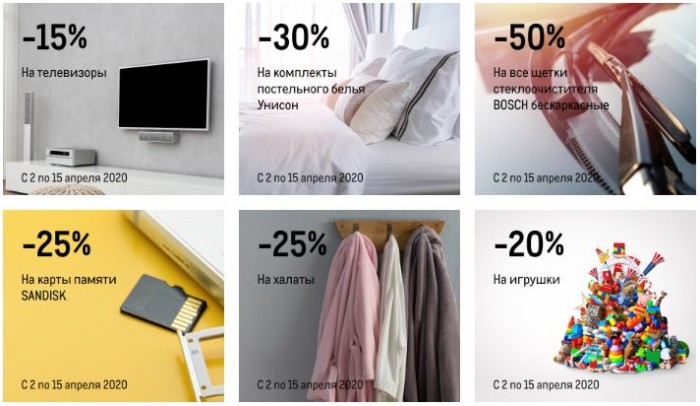 -15%
На телевизоры
С 2 по 15 апреля 2020
-30%
На комплекты
постельного белья
Унисон
С 2 по 15 апреля 2020
-50%
На все щетки
стеклоочистителя
BOSCH бескаркасные
С 2 по 15 апреля 2020
-25%
На карты памяти
SANDISK
С 2 по 15 апреля 2020
-25%
На халаты
С 2 по 15 апреля 2020
-20%
На игрушки
С 2 по 15 апреля 2020